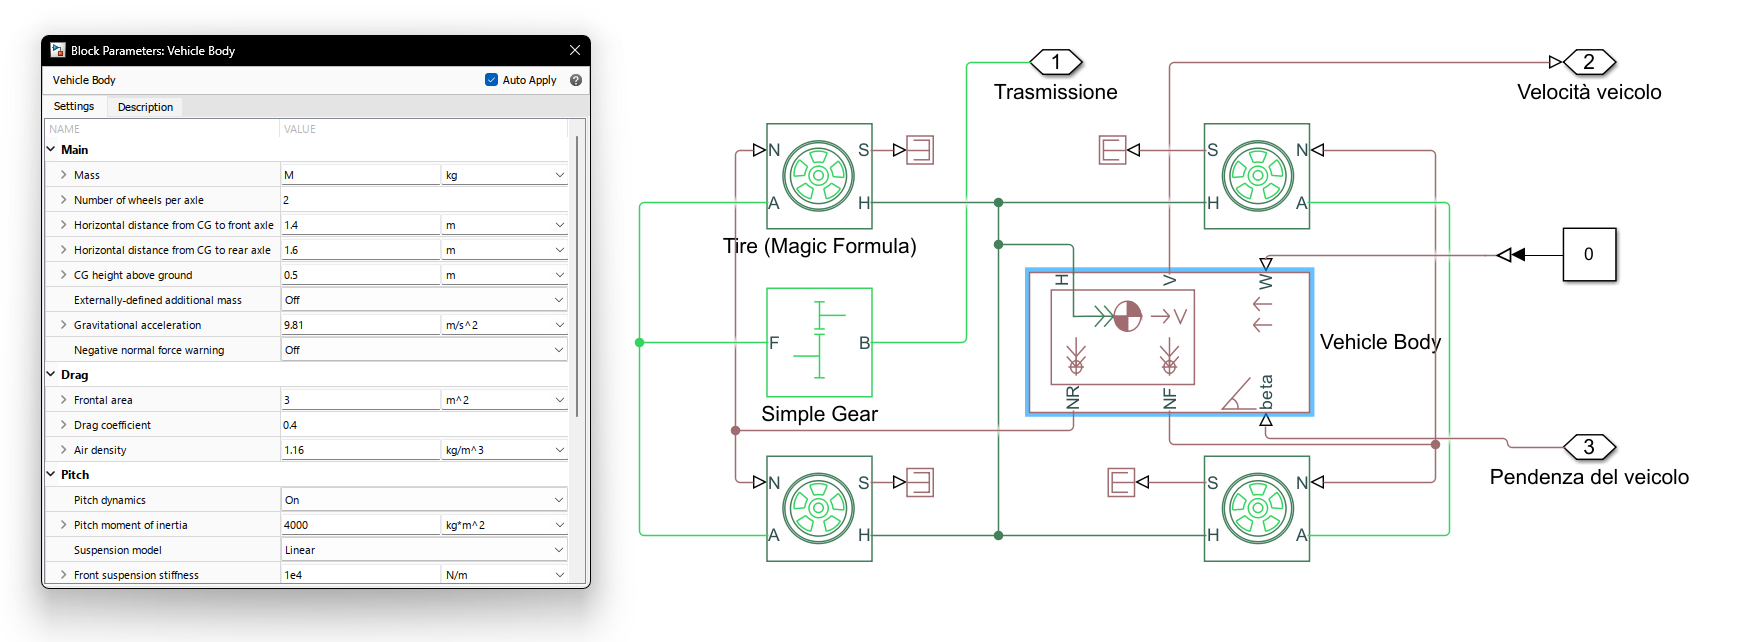 Block Parameters: Vehicle Body
Vehicle Body
Auto Apply
Settings Description
NAME VALUE
Main
Mass M kg
Number of wheels per axle 2
Horizontal distance from CG to front axle 1.4 m
Horizontal distance from CG to rear axle 1.6 m
CG height above ground 0.5 m
Externally-defined additional mass Off
Gravitational acceleration 9.81 m/s^2
Negative normal force warning Off
Drag
Frontal area 3 m^2
Drag coefficient 0.4
Air density 1.16 kg/m^3
Pitch
Pitch dynamics On
Pitch moment of inertia 4000 kg*m^2
Suspension model Linear
Front suspension stiffness 1e4 N/m
1
Trasmissione
2
Velocità veicolo
N S
A H
Tire (Magic Formula)
S N
H A
0
F B
Simple Gear
H V W
V
NR NF beta
Vehicle Body
3
Pendenza del veicolo
N S
A H
S N
H A